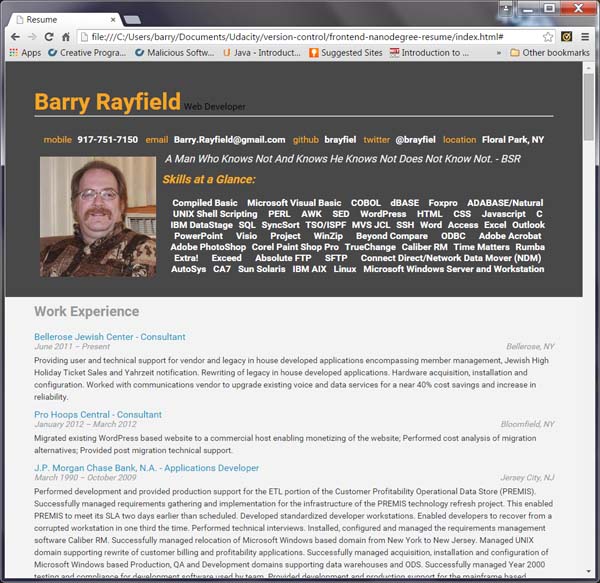 Resume
file:///C:/Users/barry/Documents/Udacity/version-control/frontend-nanodegree-resume/index.html#
Apps Creative Progra... Malicious Softw... Java - Introduct... Suggested Sites Introduction to ... » Other bookmarks
Barry Rayfield Web Developer
mobile 917-751-7150 email Barry.Rayfield@gmail.com github brayfiel twitter @brayfiel location Floral Park, NY
A Man Who Knows Not And Knows He Knows Not Does Not Know Not. - BSR
Skills at a Glance:
Compiled Basic Microsoft Visual Basic COBOL dBASE Foxpro ADABASE/Natural
UNIX Shell Scripting PERL AWK SED WordPress HTML CSS Javascript C
IBM DataStage SQL SyncSort TSO/ISPF MVS JCL SSH Word Access Excel Outlook
PowerPoint Visio Project WinZip Beyond Compare ODBC Adobe Acrobat
Adobe PhotoShop Corel Paint Shop Pro TrueChange Caliber RM Time Matters Rumba
Extra! Exceed Absolute FTP SFTP Connect Direct/Network Data Mover (NDM)
AutoSys CA7 Sun Solaris IBM AIX Linux Microsoft Windows Server and Workstation
Work Experience
Bellerose Jewish Center - Consultant
June 2011 – Present Bellerose, NY
Providing user and technical support for vendor and legacy in house developed applications encompassing member management, Jewish High
Holiday Ticket Sales and Yahrzeit notification. Rewriting of legacy in house developed applications. Hardware acquisition, installation and
configuration. Worked with communications vendor to upgrade existing voice and data services for a near 40% cost savings and increase in
reliability.
Pro Hoops Central - Consultant
January 2012 – March 2012 Bloomfield, NY
Migrated existing WordPress based website to a commercial host enabling monetizing of the website; Performed cost analysis of migration
alternatives; Provided post migration technical support.
J.P. Morgan Chase Bank, N.A. - Applications Developer
March 1990 – October 2009 Jersey City, NJ
Performed development and provided production support for the ETL portion of the Customer Profitability Operational Data Store (PREMIS).
Successfully managed requirements gathering and implementation for the infrastructure of the PREMIS technology refresh project. This enabled
PREMIS to meet its SLA two days earlier than scheduled. Developed standardized developer workstations. Enabled developers to recover from a
corrupted workstation in one third the time. Performed technical interviews. Installed, configured and managed the requirements management
software Caliber RM. Successfully managed relocation of Microsoft Windows based domain from New York to New Jersey. Managed UNIX
domain supporting rewrite of customer billing and profitability applications. Successfully managed acquisition, installation and configuration of
Microsoft Windows based Production, QA and Development domains supporting data warehouses and ODS. Successfully managed Year 2000
testing and compliance for development software used by team. Provided development and production support for the mainframe based